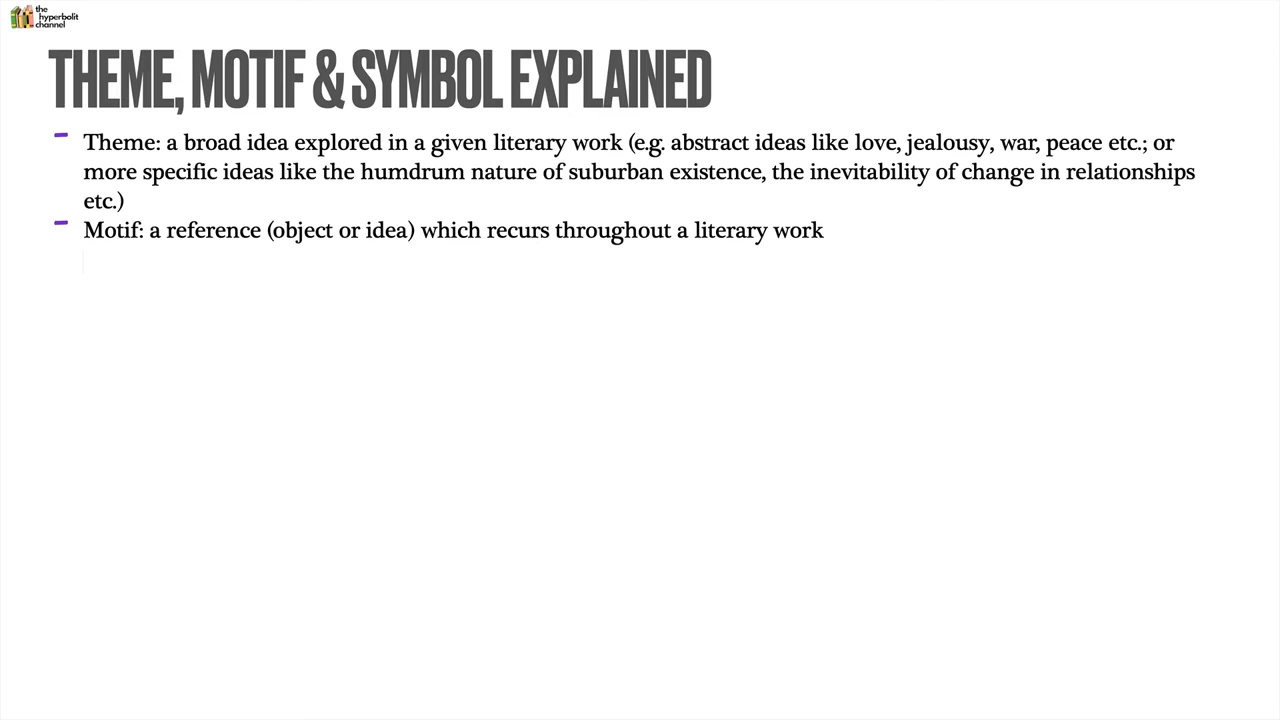 the
hyperbolit
channel
THEME, MOTIF & SYMBOL EXPLAINED
- Theme: a broad idea explored in a given literary work (e.g. abstract ideas like love, jealousy, war, peace etc.; or
more specific ideas like the humdrum nature of suburban existence, the inevitability of change in relationships
etc.)
- Motif: a reference (object or idea) which recurs throughout a literary work